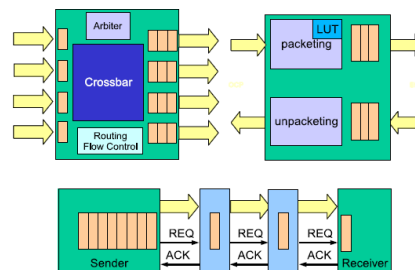 Arbiter
Crossbar
Routing
Flow Control
LUT
packeting
unpacketing
REQ
REQ
REQ
ACK
ACK
ACK
Sender
Receiver